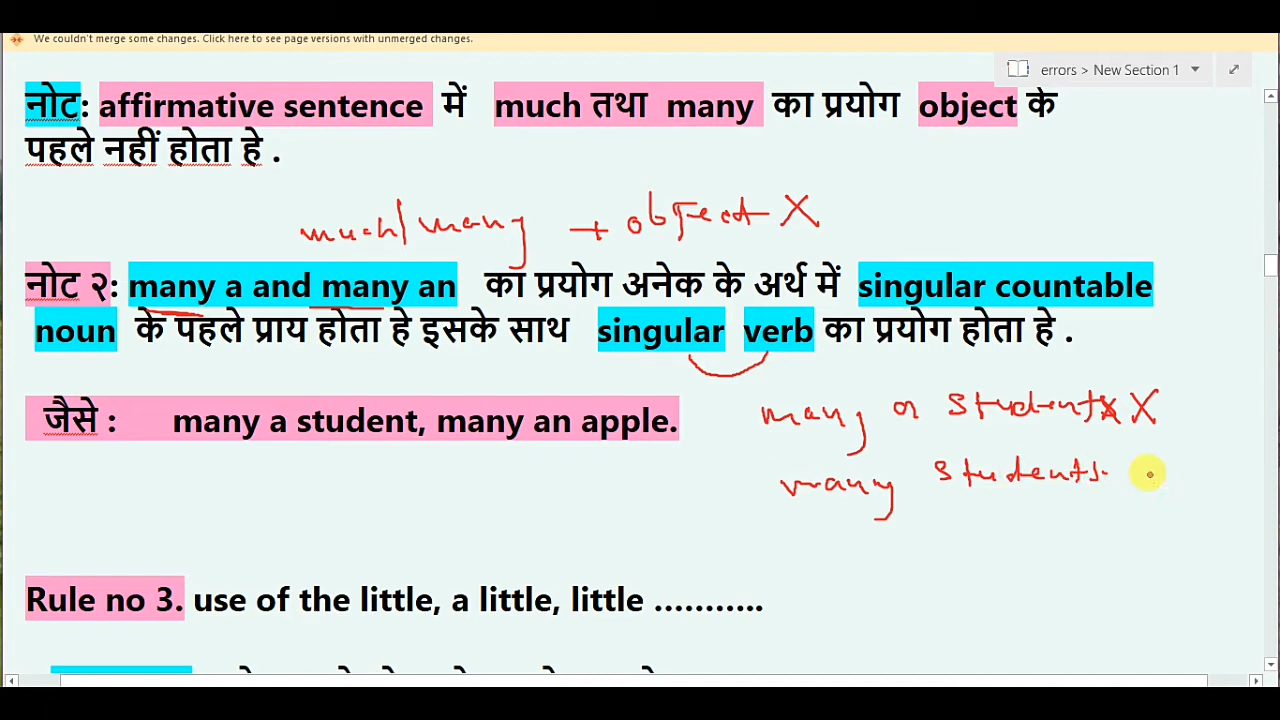 We couldn't merge some changes. Click here to see page versions with unmerged changes.
errors > New Section 1
नोट: affirmative sentence में much तथा many का प्रयोग object के
पहले नहीं होता हे .
much/many + object X
नोट २: many a and many an का प्रयोग अनेक के अर्थ में singular countable
noun के पहले प्राय होता हे इसके साथ singular verb का प्रयोग होता हे .
जैसे : many a student, many an apple.
many a students X
many students
Rule no 3. use of the little, a little, little ………..